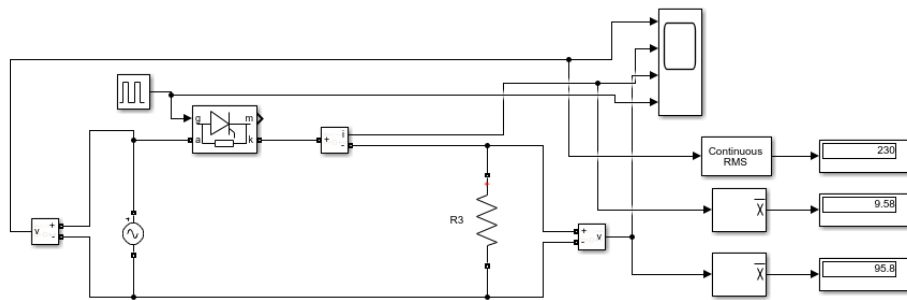 g
m
a
k
+
i
-
Continuous
RMS
230
v
+
-
R3
X
9.58
+
-
v
X
95.8